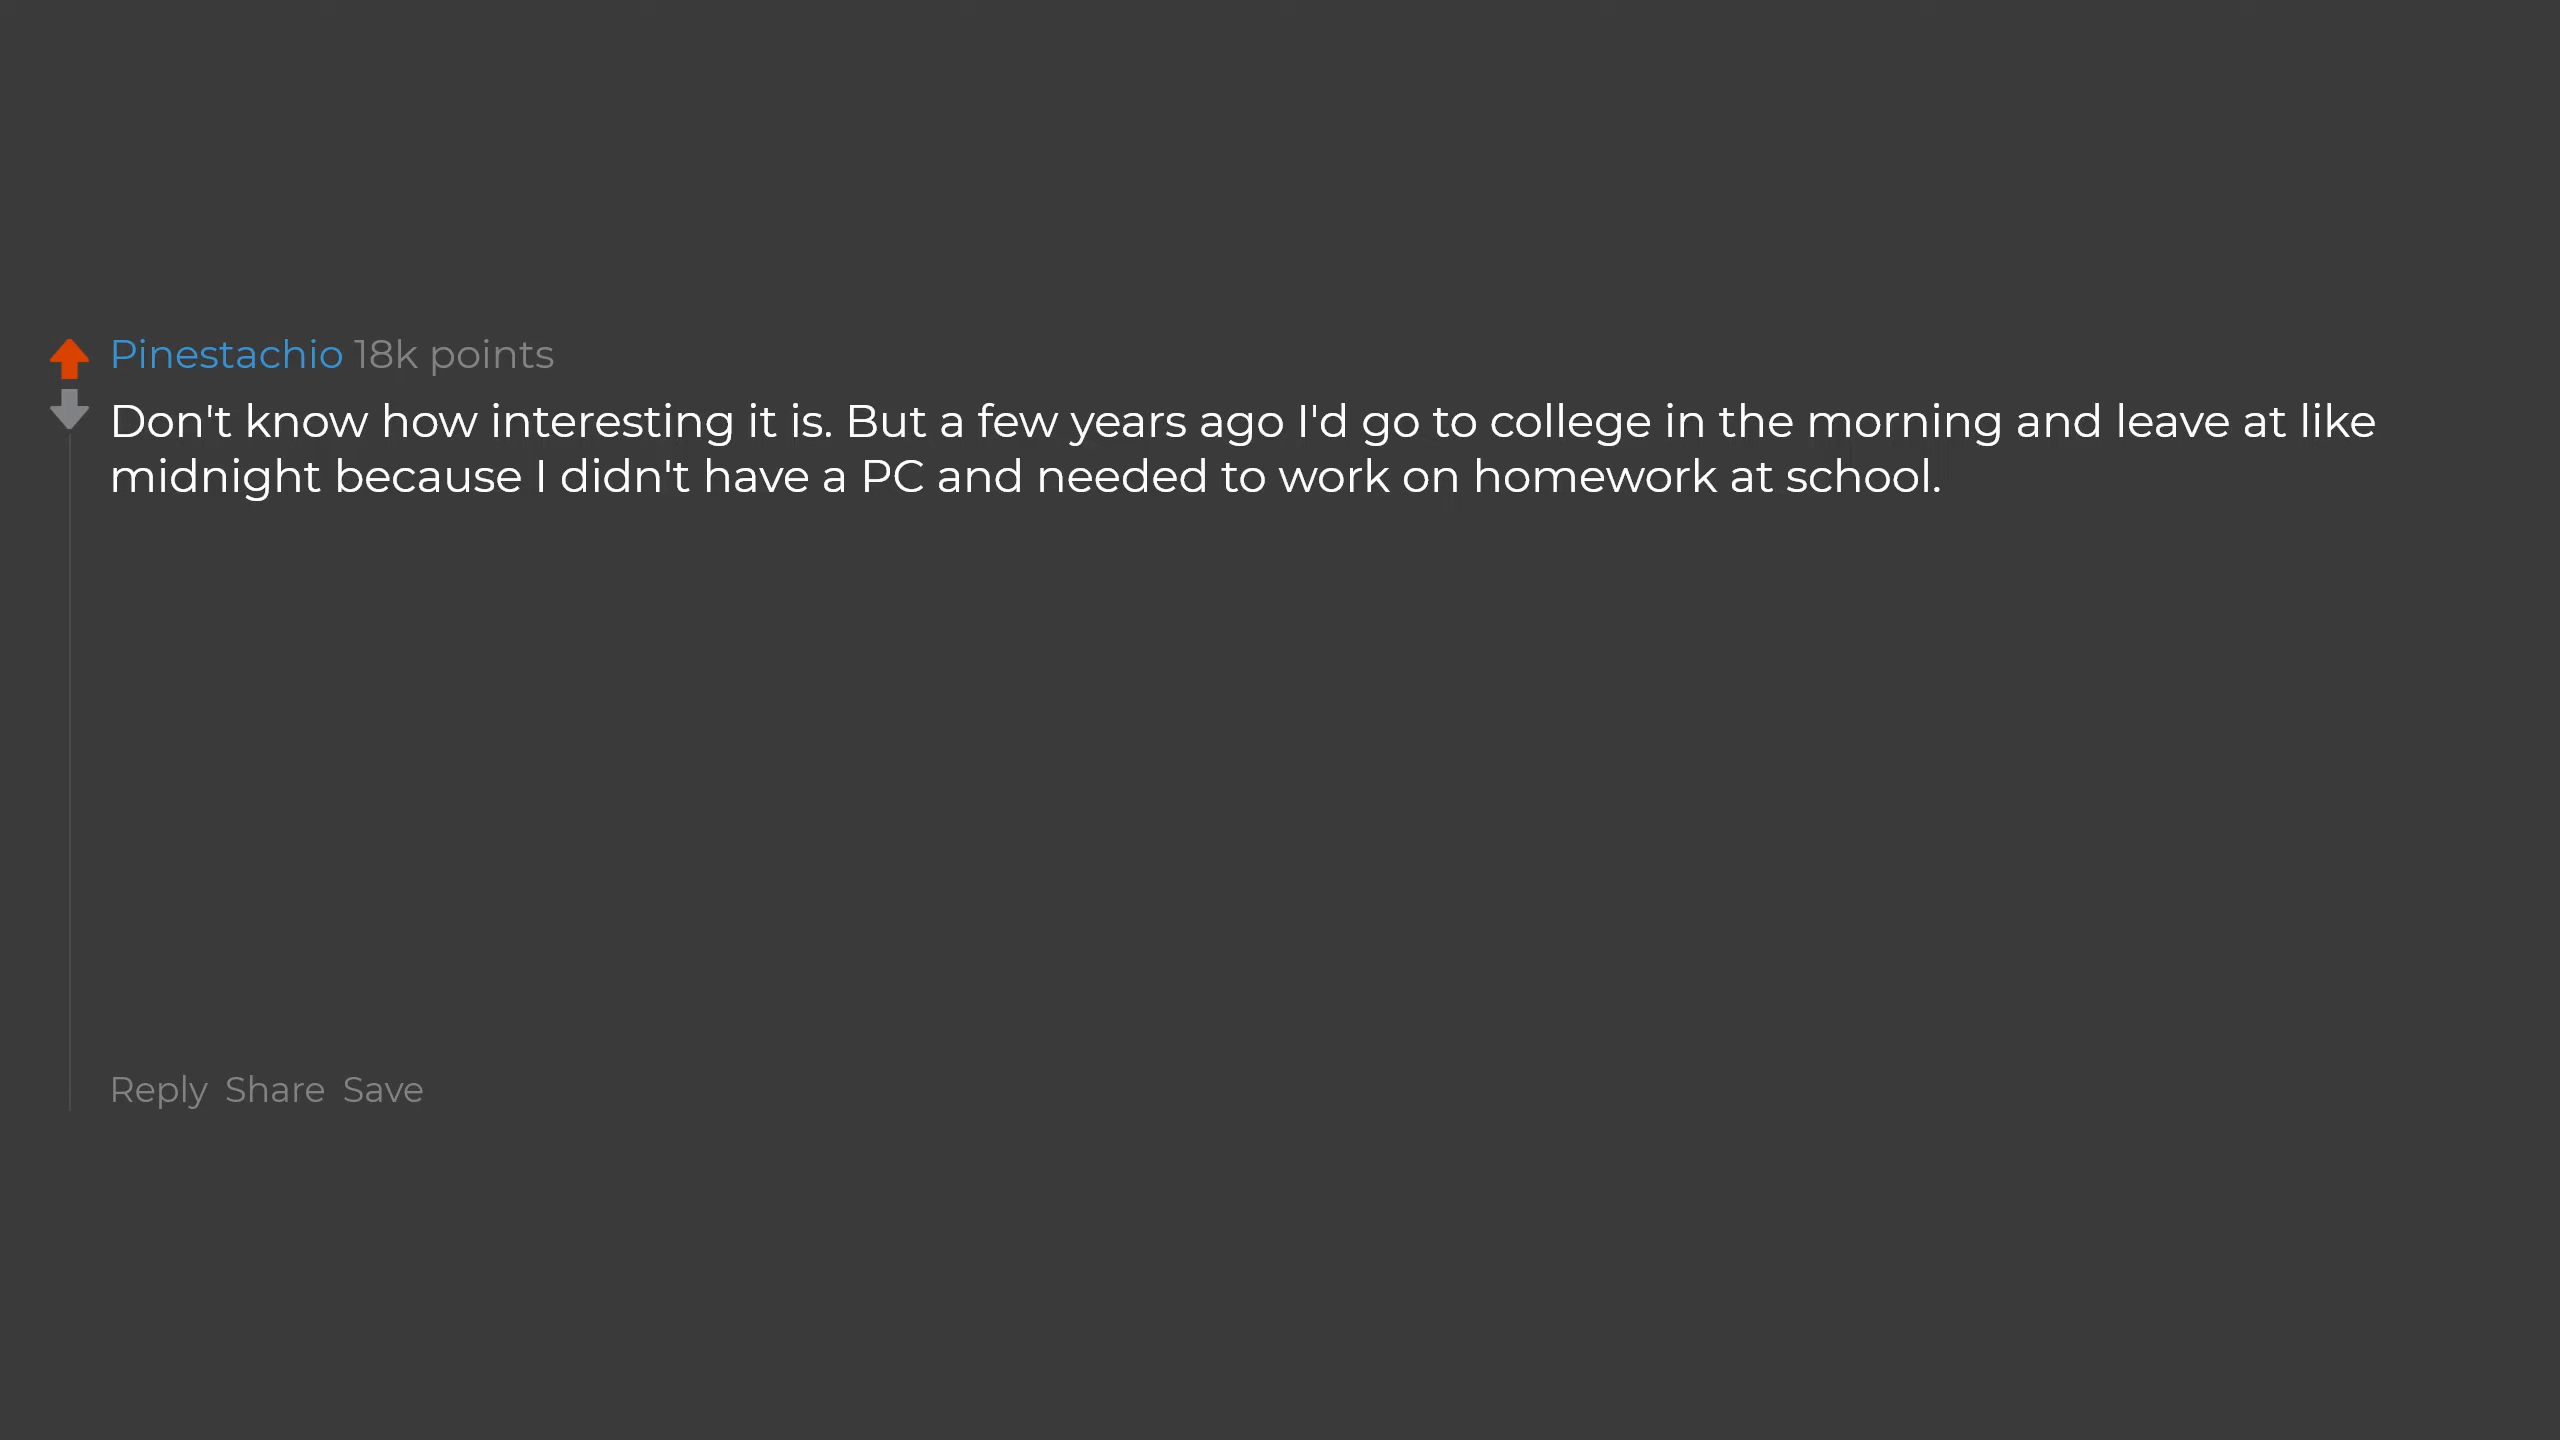 Pinestachio 18k points
Don't know how interesting it is. But a few years ago I'd go to college in the morning and leave at like
midnight because I didn't have a PC and needed to work on homework at school.
Reply Share Save